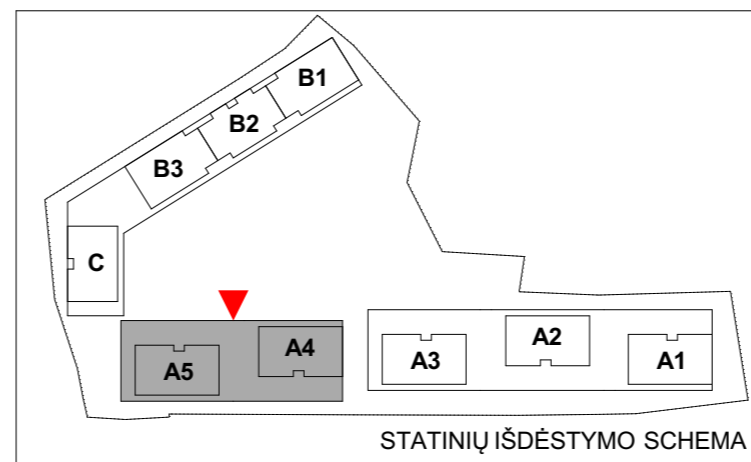 B1
B2
B3
C
A5
A4
A3
A2
A1
STATINIŲ IŠDĖSTYMO SCHEMA